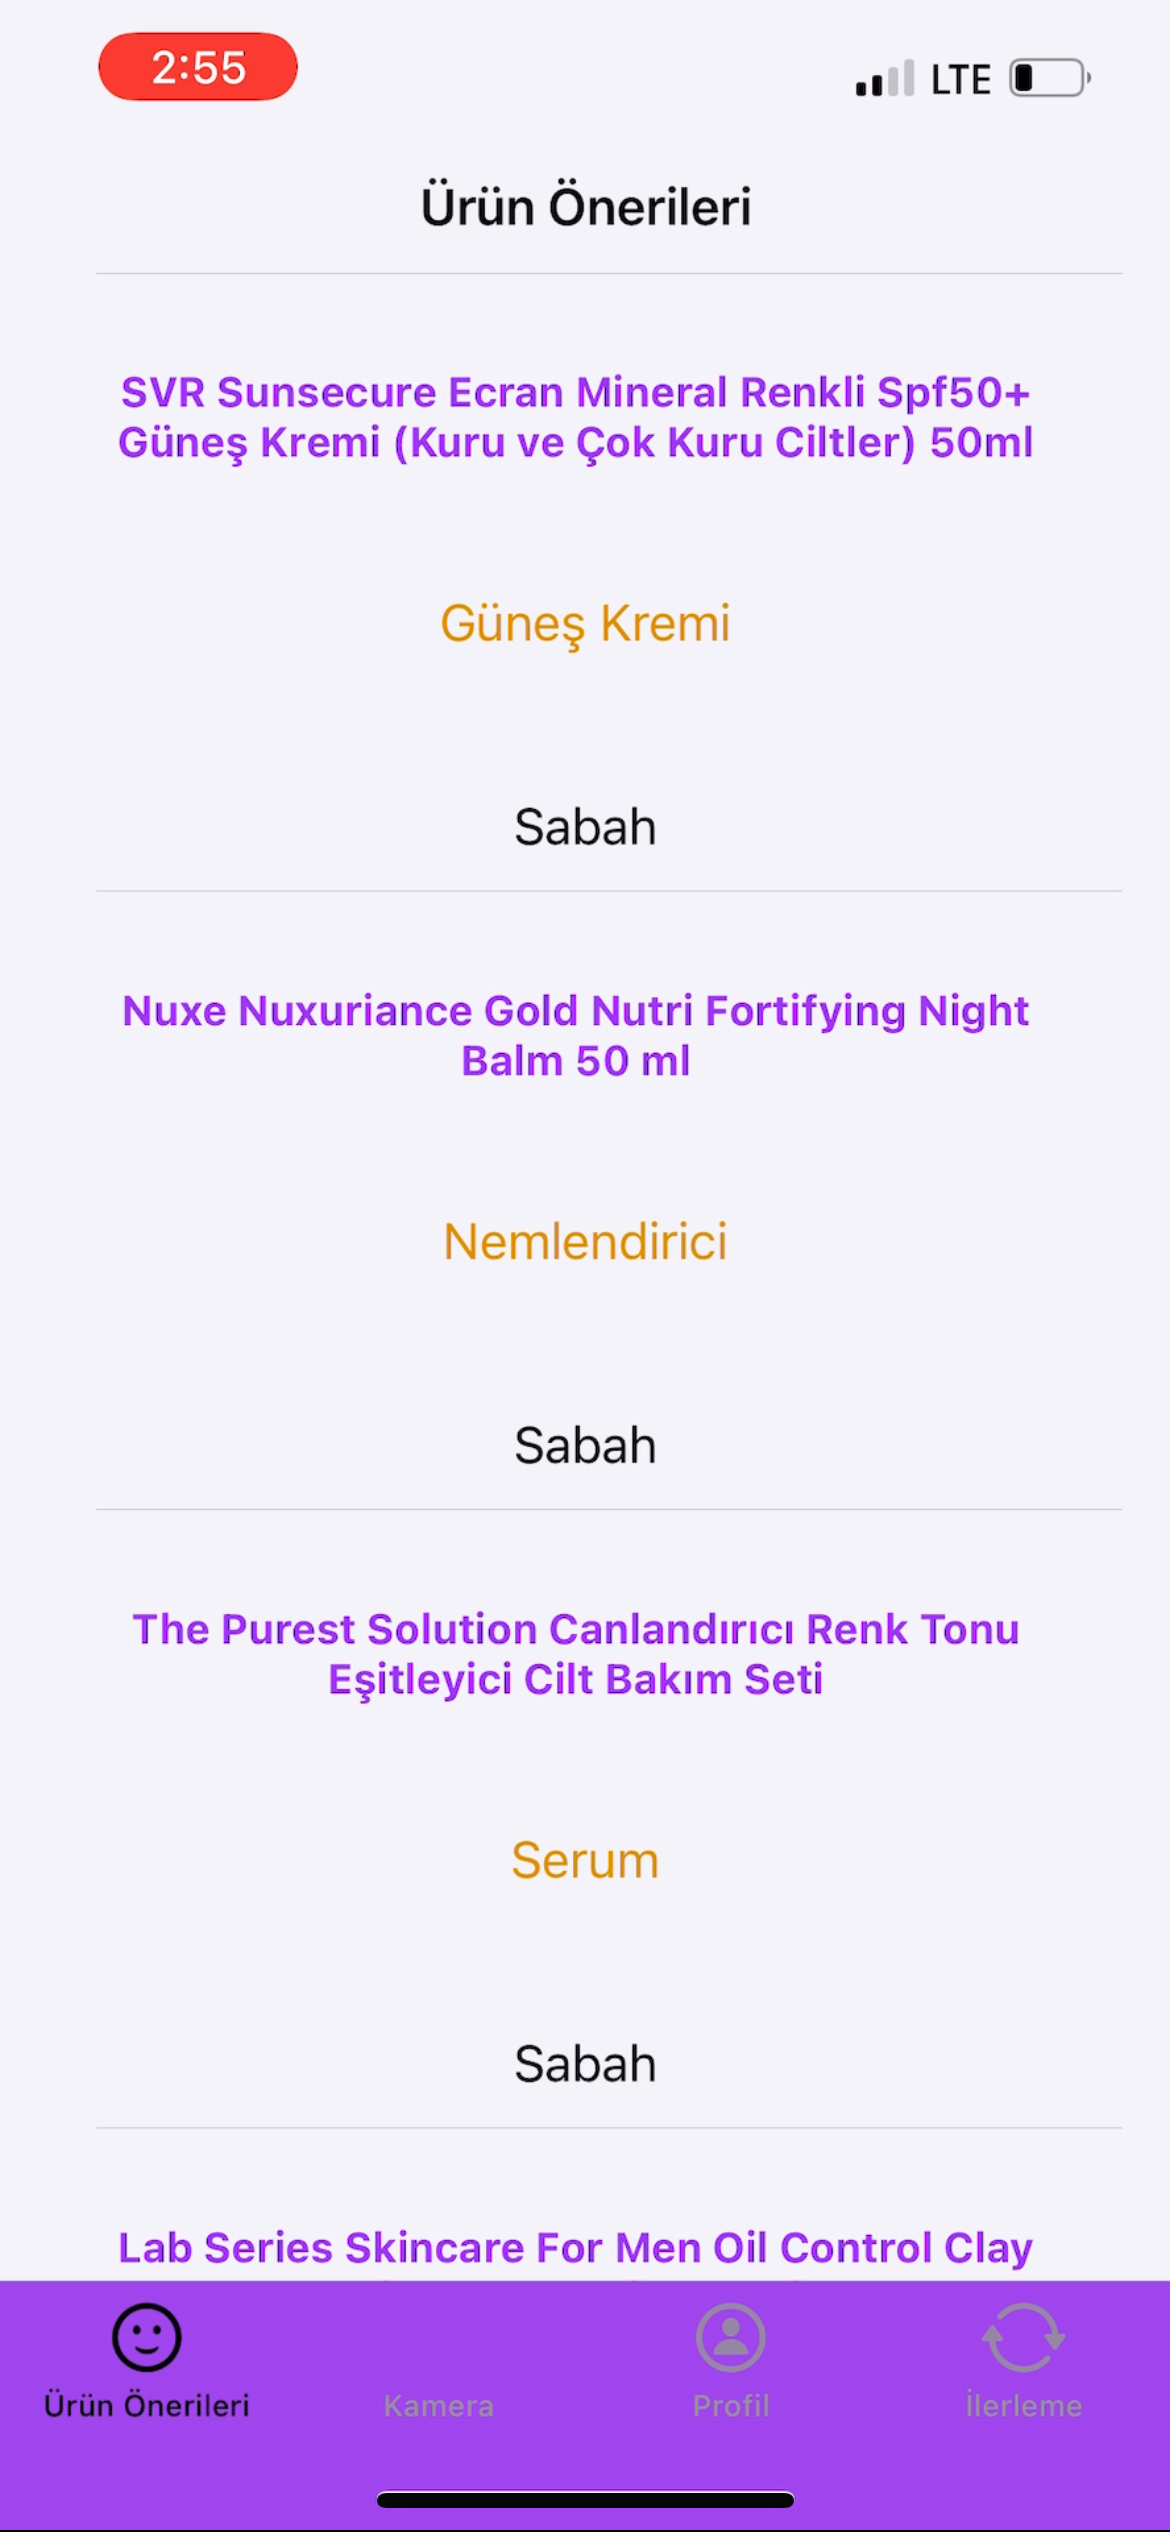 2:55
LTE
Ürün Önerileri
SVR Sunsecure Ecran Mineral Renkli Spf50+
Güneş Kremi (Kuru ve Çok Kuru Ciltler) 50ml
Güneş Kremi
Sabah
Nuxe Nuxuriance Gold Nutri Fortifying Night
Balm 50 ml
Nemlendirici
Sabah
The Purest Solution Canlandırıcı Renk Tonu
Eşitleyici Cilt Bakım Seti
Serum
Sabah
Lab Series Skincare For Men Oil Control Clay
Ürün Önerileri
Kamera
Profil
İlerleme